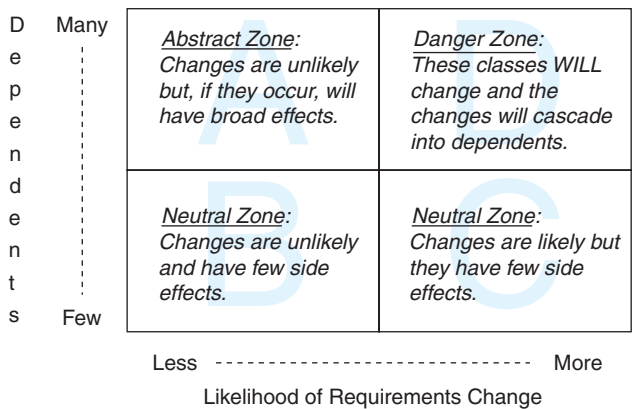 D
e
p
e
n
d
e
n
t
s
Many
Few
A
Abstract Zone:
Changes are unlikely
but, if they occur, will
have broad effects.
D
Danger Zone:
These classes WILL
change and the
changes will cascade
into dependents.
B
Neutral Zone:
Changes are unlikely
and have few side
effects.
C
Neutral Zone:
Changes are likely but
they have few side
effects.
Less
More
Likelihood of Requirements Change